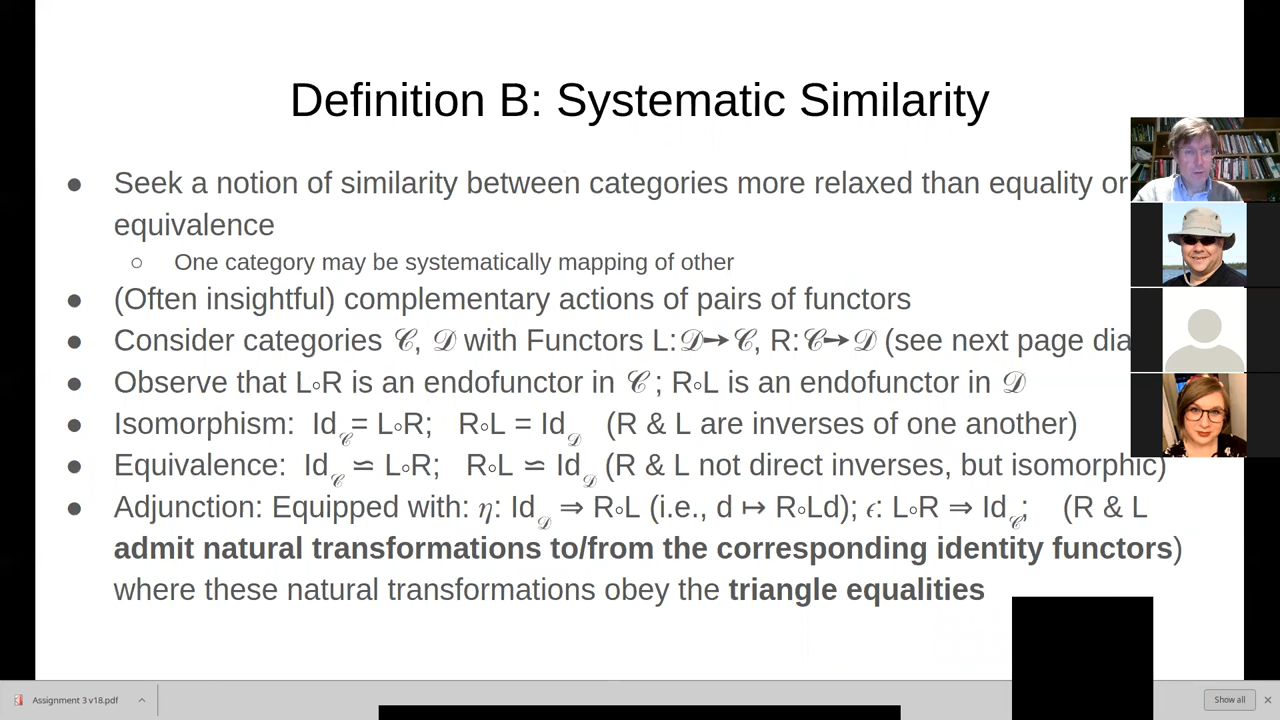 Definition B: Systematic Similarity
● Seek a notion of similarity between categories more relaxed than equality or
equivalence
○ One category may be systematically mapping of other
● (Often insightful) complementary actions of pairs of functors
● Consider categories 𝒞, 𝒟 with Functors L:𝒟➙𝒞, R:𝒞➙𝒟 (see next page dia
● Observe that L∘R is an endofunctor in 𝒞 ; R∘L is an endofunctor in 𝒟
● Isomorphism: Id𝒞= L∘R; R∘L = Id𝒟 (R & L are inverses of one another)
● Equivalence: Id𝒞 ≌ L∘R; R∘L ≌ Id𝒟 (R & L not direct inverses, but isomorphic)
● Adjunction: Equipped with: η: Id𝒟 ⇒ R∘L (i.e., d ↦ R∘Ld); ϵ: L∘R ⇒ Id𝒞; (R & L
admit natural transformations to/from the corresponding identity functors)
where these natural transformations obey the triangle equalities
Assignment 3 v18.pdf
Show all